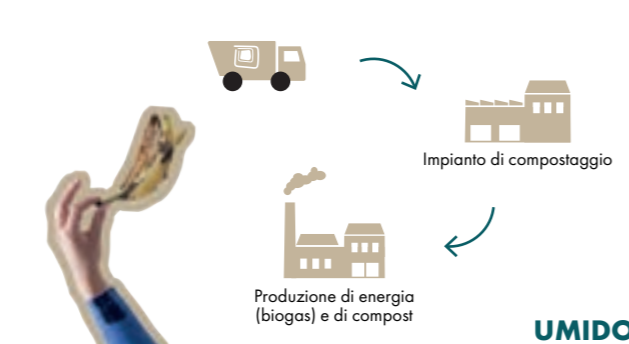 Impianto di compostaggio
Produzione di energia
(biogas) e di compost
UMIDO